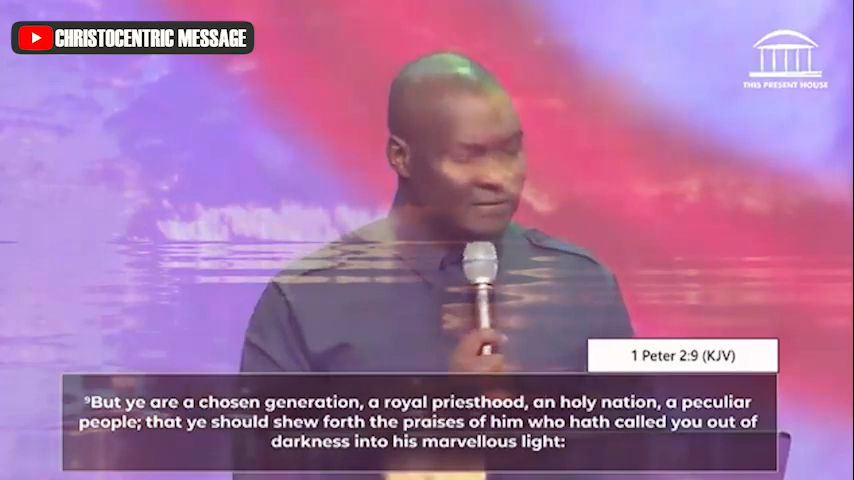 CHRISTOCENTRIC MESSAGE
THIS PRESENT HOUSE
1 Peter 2:9 (KJV)
⁹But ye are a chosen generation, a royal priesthood, an holy nation, a peculiar
people; that ye should shew forth the praises of him who hath called you out of
darkness into his marvellous light: